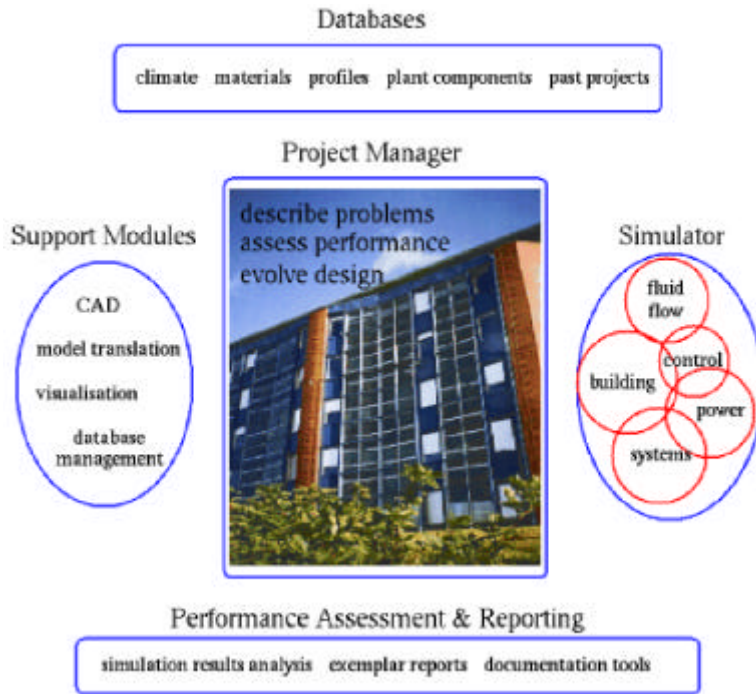 Databases
climate materials profiles plant components past projects
Project Manager
describe problems
assess performance
evolve design
Support Modules
CAD
model translation
visualisation
database
management
Simulator
fluid
flow
control
building
power
systems
Performance Assessment & Reporting
simulation results analysis exemplar reports documentation tools